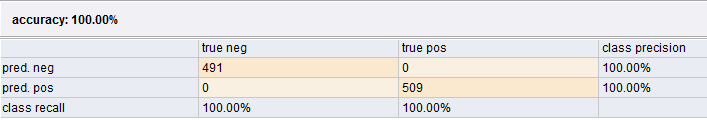 accuracy: 100.00%
true neg true pos class precision
pred. neg 491 0 100.00%
pred. pos 0 509 100.00%
class recall 100.00% 100.00%